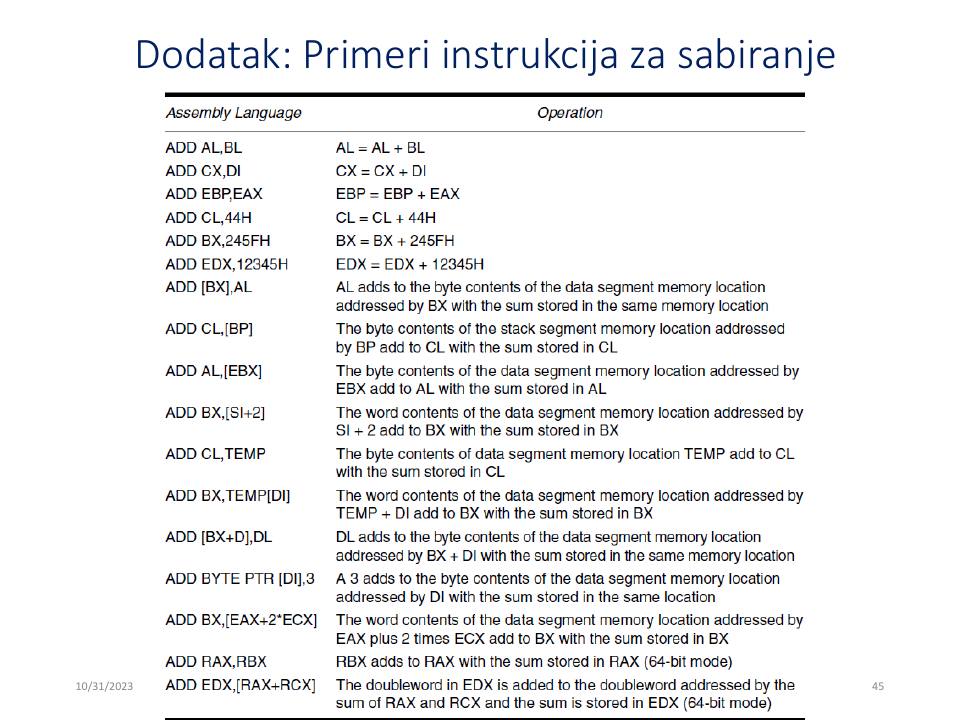 Dodatak: Primeri instrukcija za sabiranje
Assembly Language Operation
ADD AL,BL AL = AL + BL
ADD CX,DI CX = CX + DI
ADD EBP,EAX EBP = EBP + EAX
ADD CL,44H CL = CL + 44H
ADD BX,245FH BX = BX + 245FH
ADD EDX,12345H EDX = EDX + 12345H
ADD [BX],AL AL adds to the byte contents of the data segment memory location
addressed by BX with the sum stored in the same memory location
ADD CL,[BP] The byte contents of the stack segment memory location addressed
by BP add to CL with the sum stored in CL
ADD AL,[EBX] The byte contents of the data segment memory location addressed by
EBX add to AL with the sum stored in AL
ADD BX,[SI+2] The word contents of the data segment memory location addressed by
SI + 2 add to BX with the sum stored in BX
ADD CL,TEMP The byte contents of data segment memory location TEMP add to CL
with the sum stored in CL
ADD BX,TEMP[DI] The word contents of the data segment memory location addressed by
TEMP + DI add to BX with the sum stored in BX
ADD [BX+D],DL DL adds to the byte contents of the data segment memory location
addressed by BX + DI with the sum stored in the same memory location
ADD BYTE PTR [DI],3 A 3 adds to the byte contents of the data segment memory location
addressed by DI with the sum stored in the same location
ADD BX,[EAX+2*ECX] The word contents of the data segment memory location addressed by
EAX plus 2 times ECX add to BX with the sum stored in BX
ADD RAX,RBX RBX adds to RAX with the sum stored in RAX (64-bit mode)
ADD EDX,[RAX+RCX] The doubleword in EDX is added to the doubleword addressed by the
sum of RAX and RCX and the sum is stored in EDX (64-bit mode)
10/31/2023 45